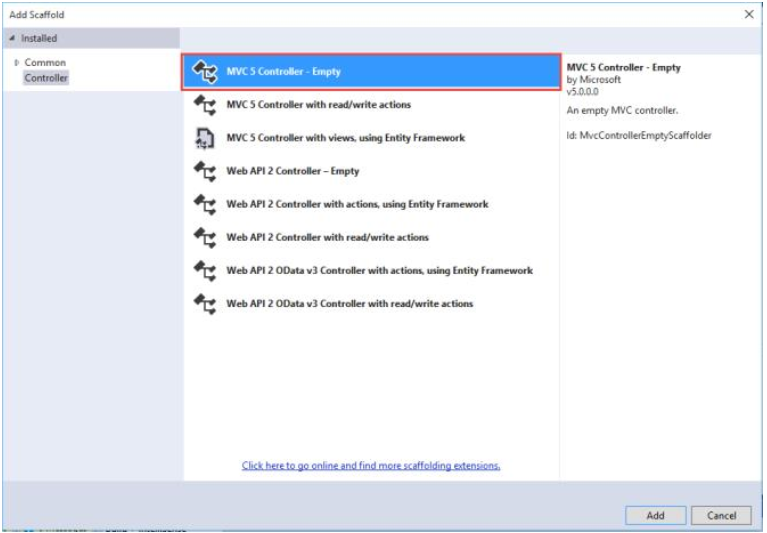 Add Scaffold
Installed
Common
Controller
MVC 5 Controller - Empty
MVC 5 Controller with read/write actions
MVC 5 Controller with views, using Entity Framework
Web API 2 Controller – Empty
Web API 2 Controller with actions, using Entity Framework
Web API 2 Controller with read/write actions
Web API 2 OData v3 Controller with actions, using Entity Framework
Web API 2 OData v3 Controller with read/write actions
Click here to go online and find more scaffolding extensions.
MVC 5 Controller - Empty
by Microsoft
v5.0.0.0
An empty MVC controller.
Id: MvcControllerEmptyScaffolder
Add
Cancel